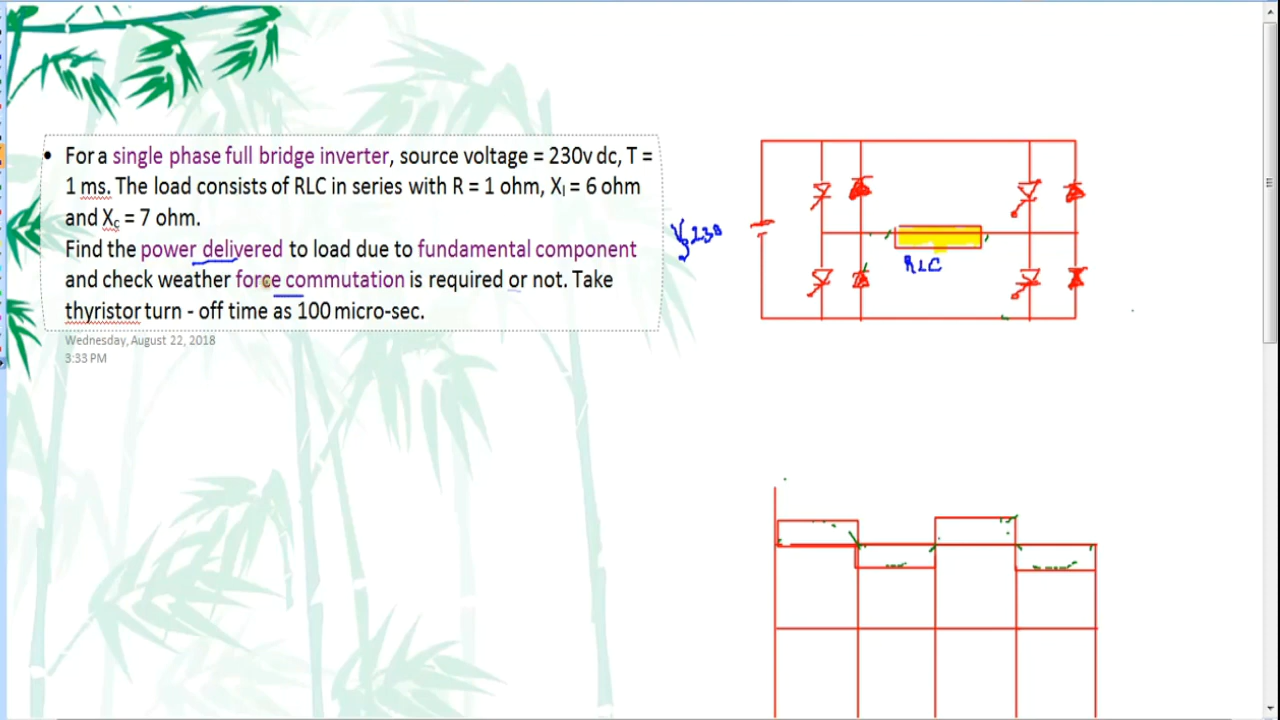 • For a single phase full bridge inverter, source voltage = 230v dc, T =
1 ms. The load consists of RLC in series with R = 1 ohm, Xl = 6 ohm
and Xc = 7 ohm.
Find the power delivered to load due to fundamental component
and check weather force commutation is required or not. Take
thyristor turn - off time as 100 micro-sec.
Wednesday, August 22, 2018
3:33 PM
230
RLC